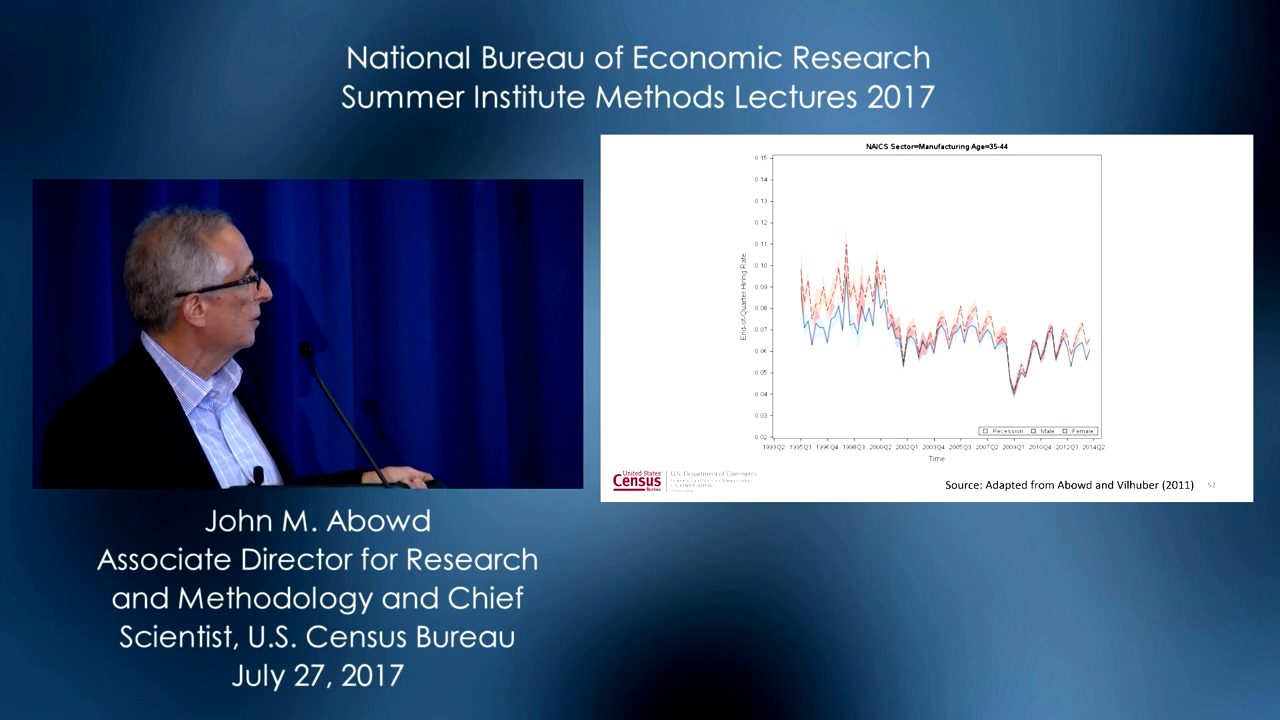 National Bureau of Economic Research
Summer Institute Methods Lectures 2017
NAICS Sector=Manufacturing Age=35-44
0.15
0.14
0.13
0.12
0.11
0.10
0.09
0.08
0.07
0.06
0.05
0.04
0.03
0.02
End-of-Quarter Hiring Rate
1993Q2 1995Q1 1996Q4 1998Q3 2000Q2 2002Q1 2003Q4 2005Q3 2007Q2 2009Q1 2010Q4 2012Q3 2014Q2
Time
Recession Male Female
United States
Census
Bureau
U.S. Department of Commerce
Source: Adapted from Abowd and Vilhuber (2011)
52
John M. Abowd
Associate Director for Research
and Methodology and Chief
Scientist, U.S. Census Bureau
July 27, 2017